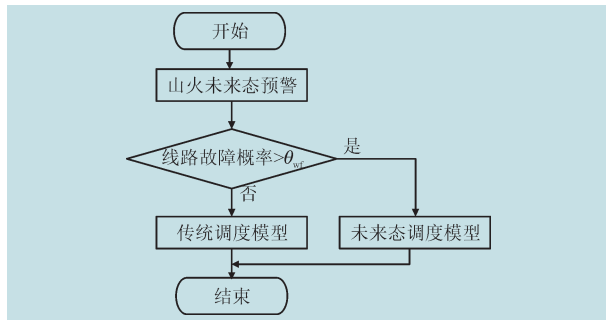 开始
山火未来态预警
线路故障概率>θwf
是
否
传统调度模型
未来态调度模型
结束